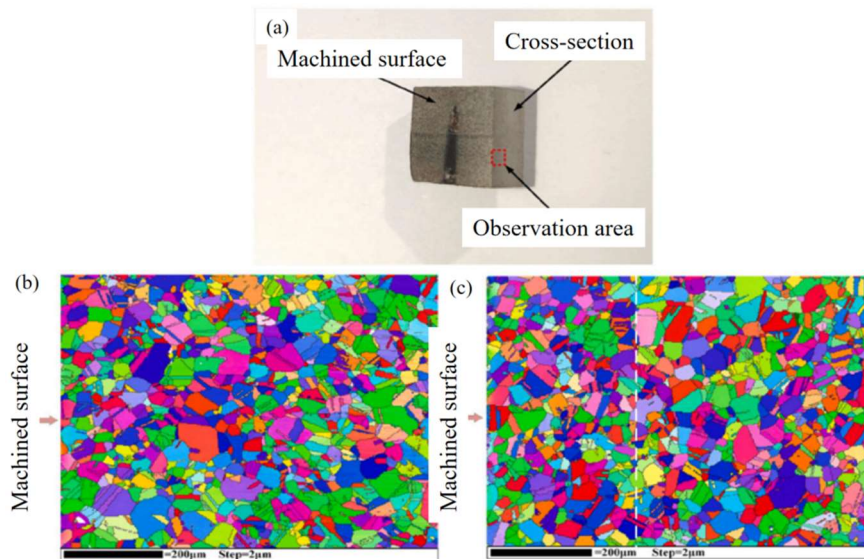 (a)
Machined surface
Cross-section
Observation area
(b)
Machined surface
=200μm Step=2μm
(c)
Machined surface
=200μm Step=2μm